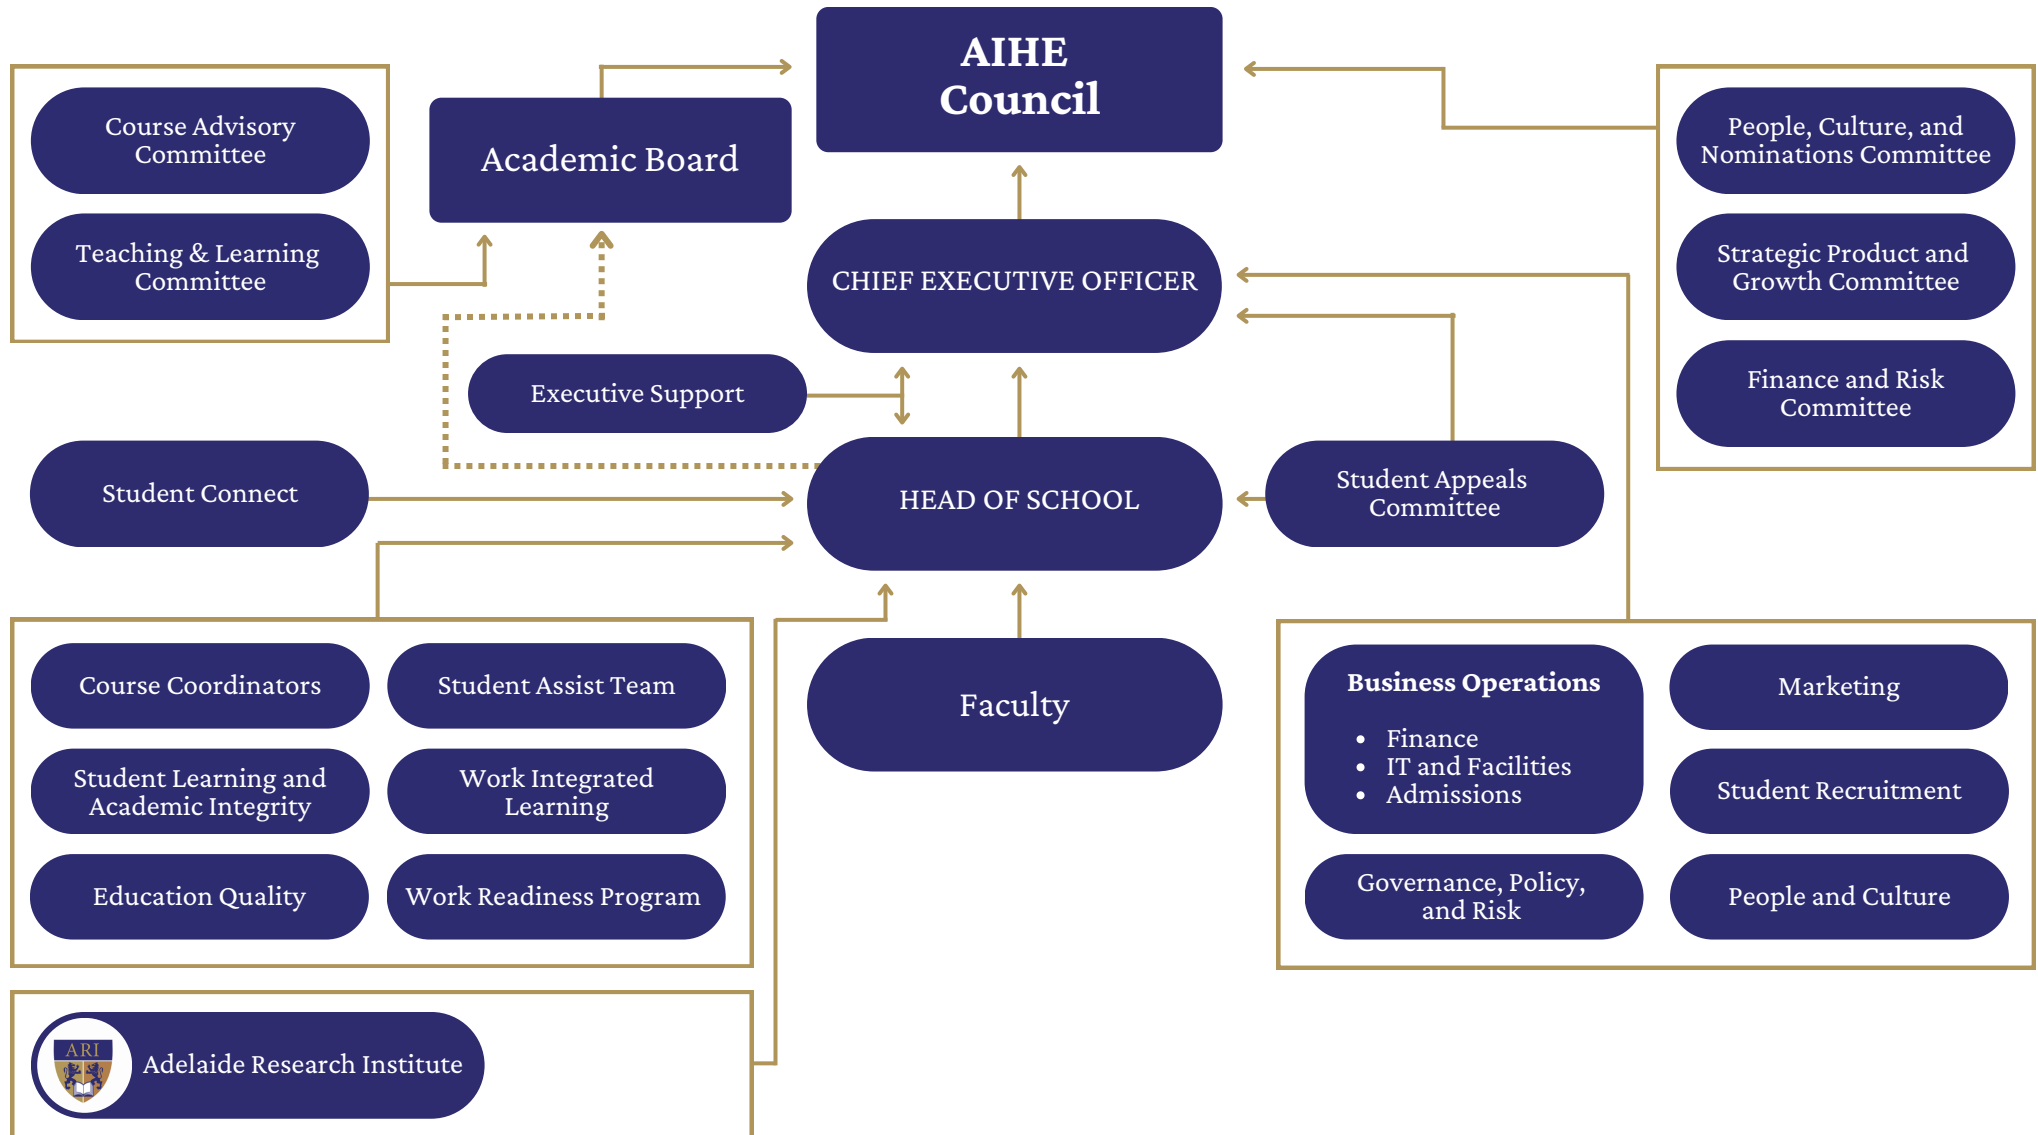 AIHE
Council
Academic Board
Course Advisory
Committee
Teaching & Learning
Committee
People, Culture, and
Nominations Committee
Strategic Product and
Growth Committee
Finance and Risk
Committee
CHIEF EXECUTIVE OFFICER
Executive Support
Student Connect
HEAD OF SCHOOL
Student Appeals
Committee
Course Coordinators
Student Assist Team
Student Learning and
Academic Integrity
Work Integrated
Learning
Education Quality
Work Readiness Program
Faculty
Business Operations
• Finance
• IT and Facilities
• Admissions
Marketing
Student Recruitment
Governance, Policy,
and Risk
People and Culture
ARI
Adelaide Research Institute